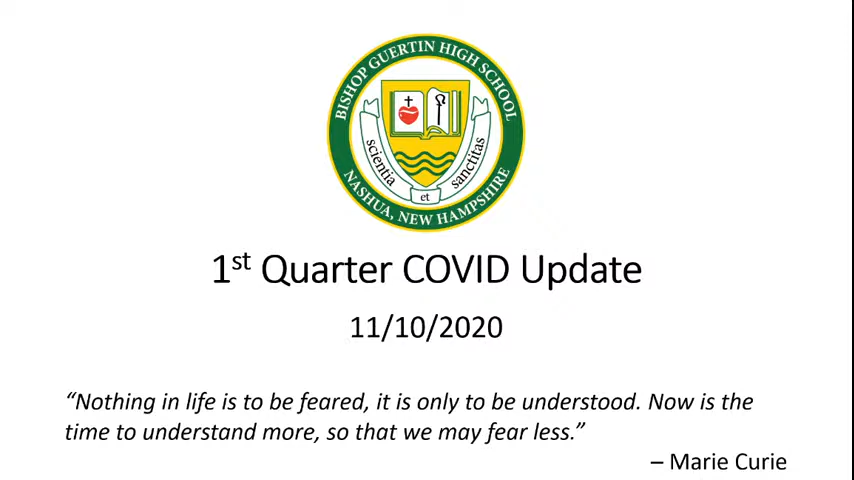 BISHOP GUERTIN HIGH SCHOOL
scientia et sanctitas
NASHUA, NEW HAMPSHIRE
1st Quarter COVID Update
11/10/2020
“Nothing in life is to be feared, it is only to be understood. Now is the
time to understand more, so that we may fear less.”
– Marie Curie